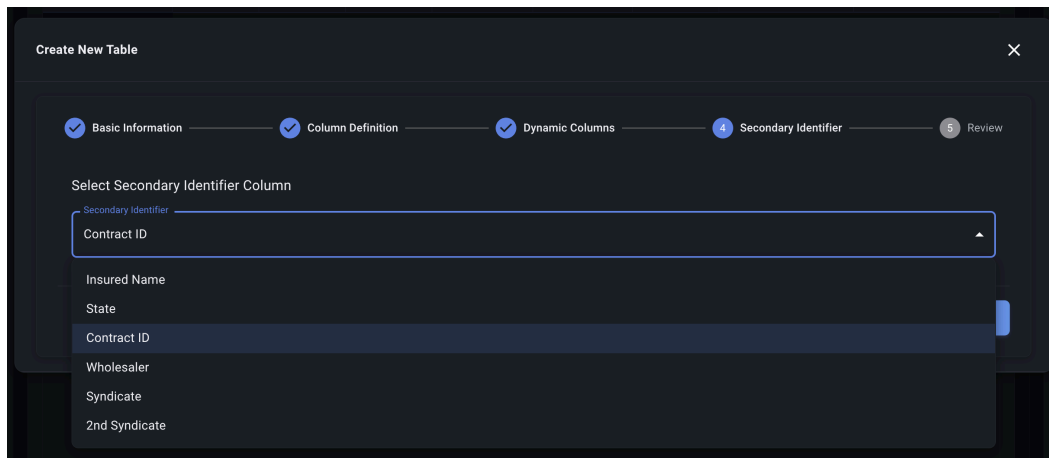 Create New Table
Basic Information
Column Definition
Dynamic Columns
4 Secondary Identifier
5 Review
Select Secondary Identifier Column
Secondary Identifier
Contract ID
Insured Name
State
Contract ID
Wholesaler
Syndicate
2nd Syndicate